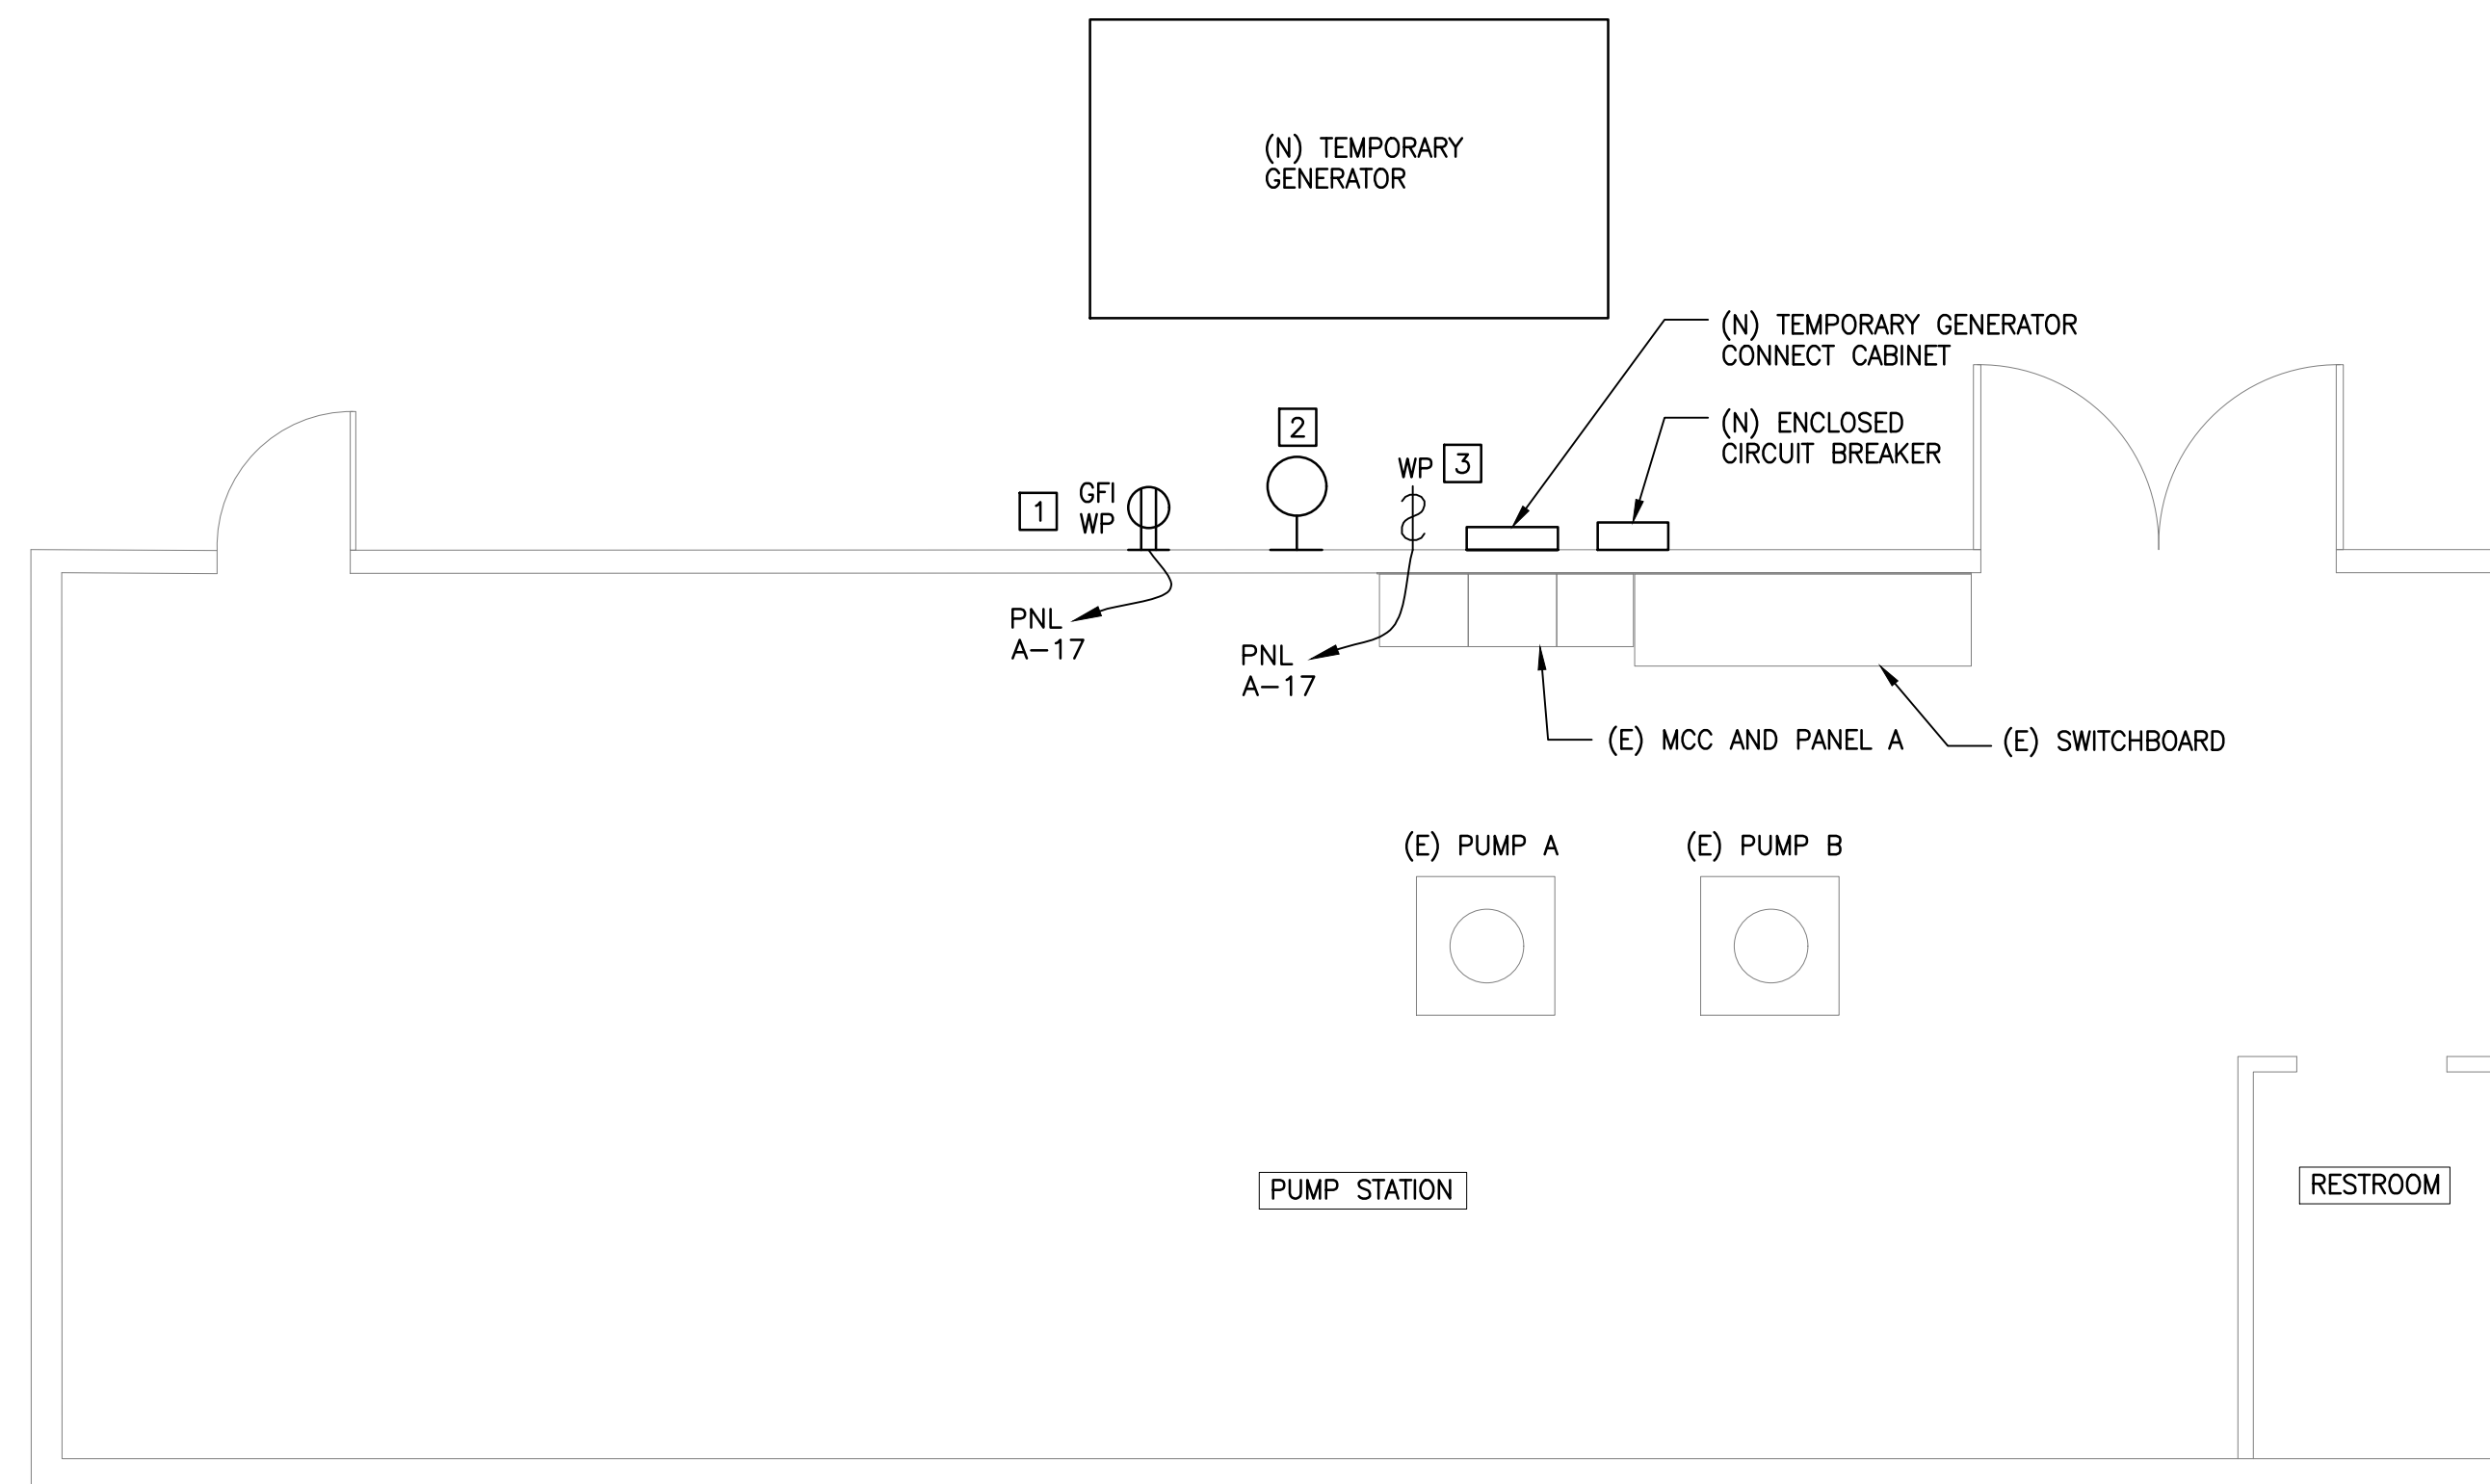 (N) TEMPORARY
GENERATOR
(N) TEMPORARY GENERATOR
CONNECT CABINET
(N) ENCLOSED
CIRCUIT BREAKER
2
WP
3
1
GFI
WP
PNL
A-17
PNL
A-17
(E) MCC AND PANEL A
(E) SWITCHBOARD
(E) PUMP A
(E) PUMP B
PUMP STATION
RESTROOM